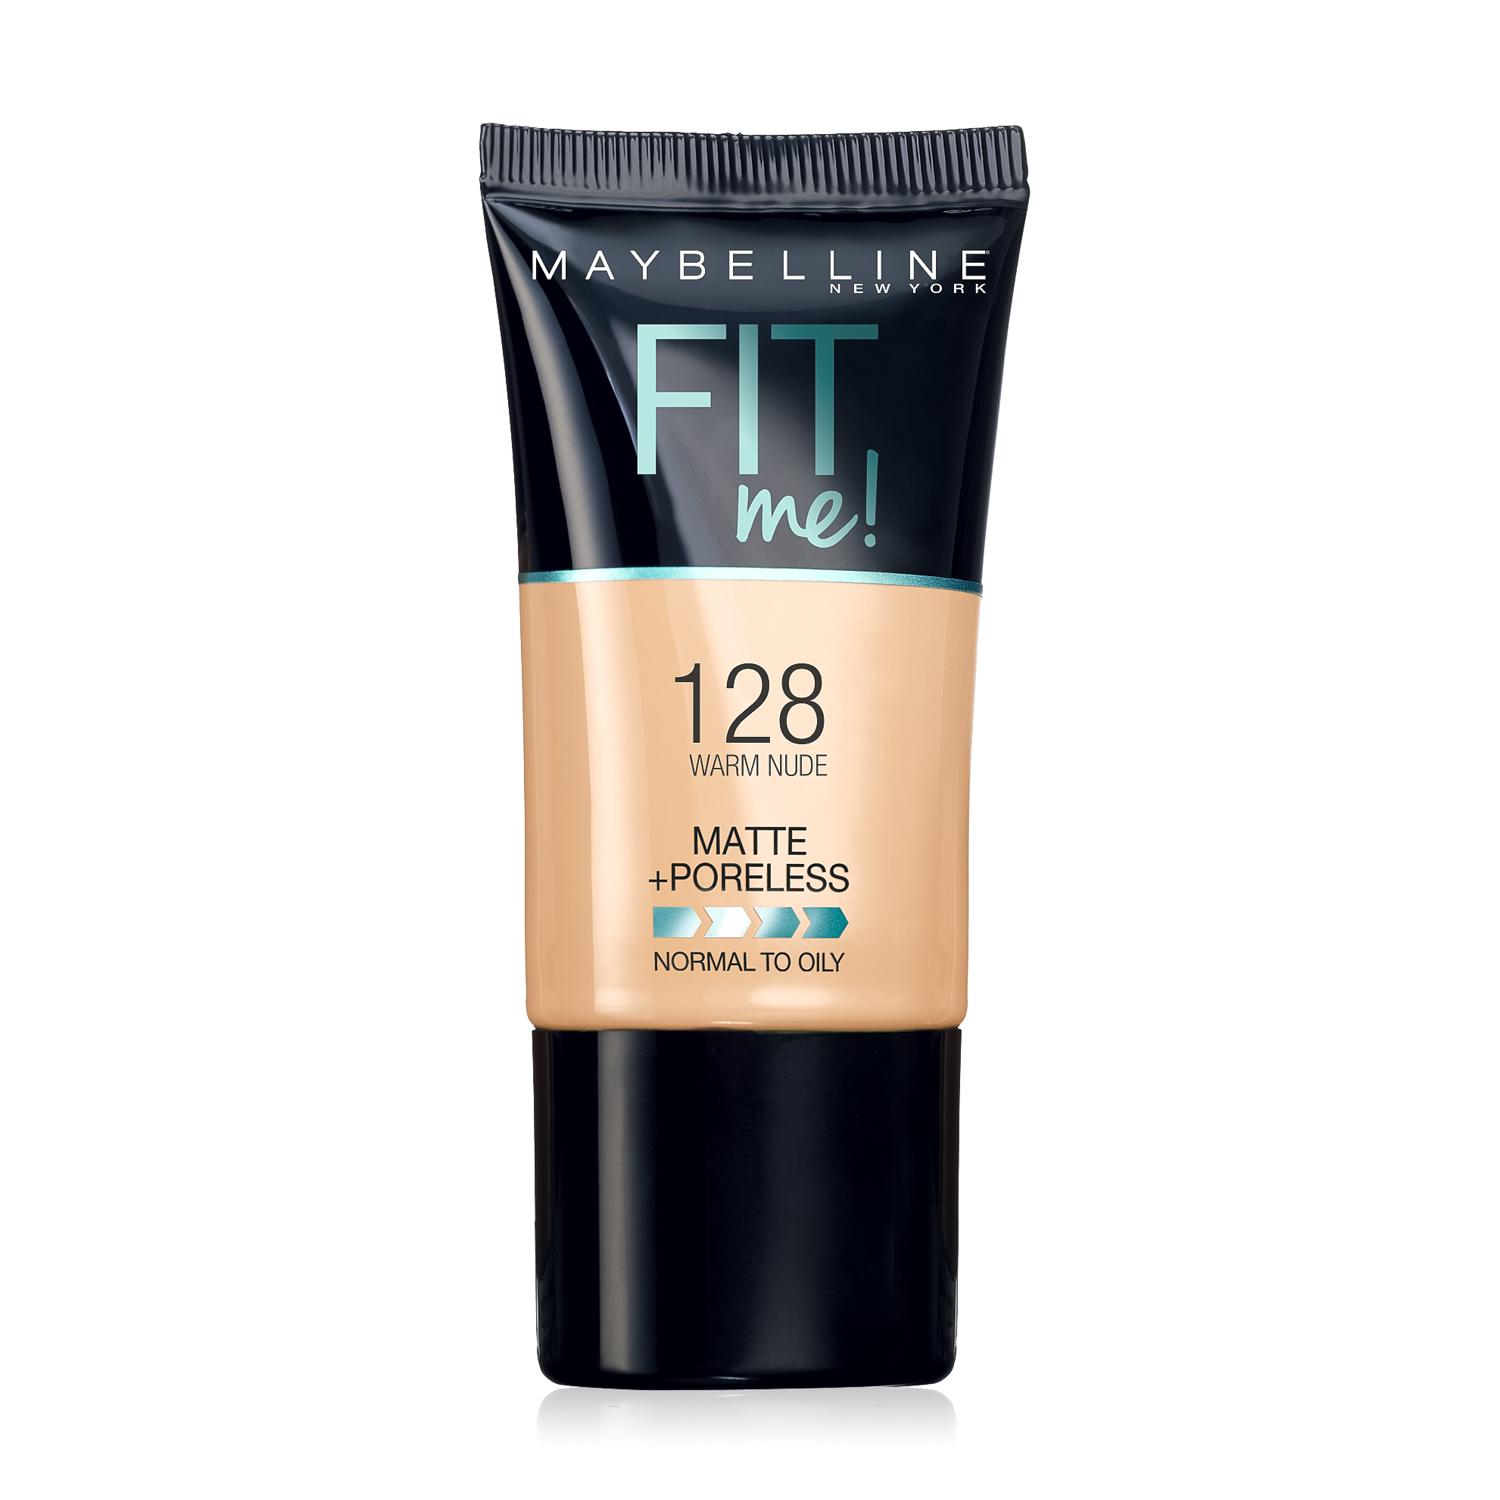 MAYBELLINE
NEW YORK
FIT
me!
128
WARM NUDE
MATTE
+PORELESS
NORMAL TO OILY